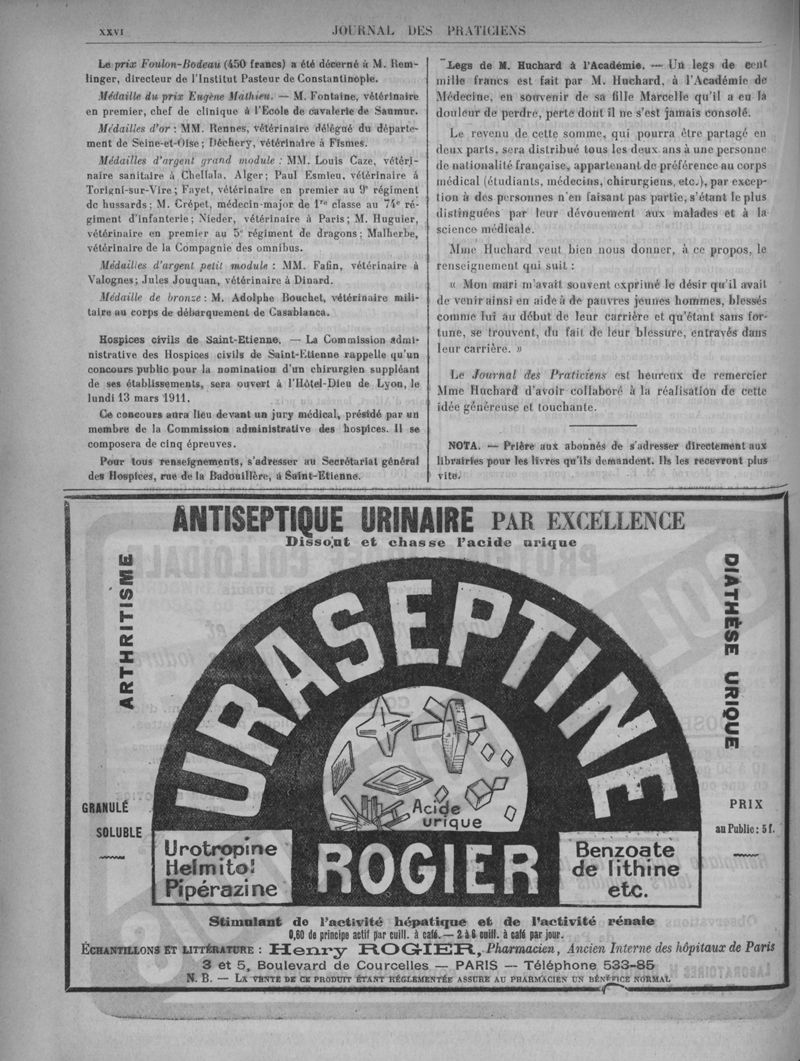 XXVI
JOURNAL DES PRATICIENS
Le prix Foulon-Bodeau (450 francs) a été décerné à M. Rem-
linger, directeur de l'Institut Pasteur de Constantinople.
Médaille du prix Eugène Mathieu. — M. Fontaine, vétérinaire
en premier, chef de clinique à l'Ecole de cavalerie de Saumur.
Médailles d'or : MM. Rennes, vétérinaire délégué du départe-
ment de Seine-et-Oise ; Déchery, vétérinaire à Fismes.
Médailles d'argent grand module : MM. Louis Caze, vétéri-
naire sanitaire à Chellala, Alger ; Paul Esmieu, vétérinaire à
Torigni-sur-Vire ; Fayet, vétérinaire en premier au 9e régiment
de hussards ; M. Crépet, médecin-major de 1re classe au 74e ré-
giment d'infanterie ; Nieder, vétérinaire à Paris ; M. Huguier,
vétérinaire en premier au 5e régiment de dragons ; Malherbe,
vétérinaire de la Compagnie des omnibus.
Médailles d'argent petit module : MM. Fafin, vétérinaire à
Valognes ; Jules Jouquan, vétérinaire à Dinard.
Médaille de bronze : M. Adolphe Bouchet, vétérinaire mili-
taire au corps de débarquement de Casablanca.
Hospices civils de Saint-Etienne. — La Commission admi-
nistrative des Hospices civils de Saint-Etienne rappelle qu'un
concours public pour la nomination d'un chirurgien suppléant
de ses établissements, sera ouvert à l'Hôtel-Dieu de Lyon, le
lundi 13 mars 1911.
Ce concours aura lieu devant un jury médical, présidé par un
membre de la Commission administrative des hospices. Il se
composera de cinq épreuves.
Pour tous renseignements, s'adresser au Secrétariat général
des Hospices, rue de la Badouillère, à Saint-Etienne.
Legs de M. Huchard à l'Académie. — Un legs de cent
mille francs est fait par M. Huchard, à l'Académie de
Médecine, en souvenir de sa fille Marcelle qu'il a eu la
douleur de perdre, perte dont il ne s'est jamais consolé.
Le revenu de cette somme, qui pourra être partagé en
deux parts, sera distribué tous les deux ans à une personne
de nationalité française, appartenant de préférence au corps
médical (étudiants, médecins, chirurgiens, etc.), par excep-
tion à des personnes n'en faisant pas partie, s'étant le plus
distinguées par leur dévouement aux malades et à la
science médicale.
Mme Huchard veut bien nous donner, à ce propos, le
renseignement qui suit :
« Mon mari m'avait souvent exprimé le désir qu'il avait
de venir ainsi en aide à de pauvres jeunes hommes, blessés
comme lui au début de leur carrière et qu'étant sans for-
tune, se trouvent, du fait de leur blessure, entravés dans
leur carrière. »
Le Journal des Praticiens est heureux de remercier
Mme Huchard d'avoir collaboré à la réalisation de cette
idée généreuse et touchante.
NOTA. — Prière aux abonnés de s'adresser directement aux
librairies pour les livres qu'ils demandent. Ils les recevront plus
vite.
ANTISEPTIQUE URINAIRE PAR EXCELLENCE
Dissout et chasse l'acide urique
ARTHRITISME
DIATHÈSE URIQUE
URASEPTINE
Acide
urique
GRANULÉ
SOLUBLE
PRIX
au Public : 5 f.
Urotropine
Helmitol
Pipérazine
ROGIER
Benzoate
de lithine
etc.
Stimulant de l'activité hépatique et de l'activité rénale
0,60 de principe actif par cuill. à café. — 2 à 6 cuill. à café par jour.
ÉCHANTILLONS ET LITTÉRATURE : Henry ROGIER, Pharmacien, Ancien Interne des hôpitaux de Paris
3 et 5, Boulevard de Courcelles — PARIS — Téléphone 533-85
N. B. — LA VENTE DE CE PRODUIT ÉTANT RÉGLEMENTÉE ASSURE AU PHARMACIEN UN BÉNÉFICE NORMAL